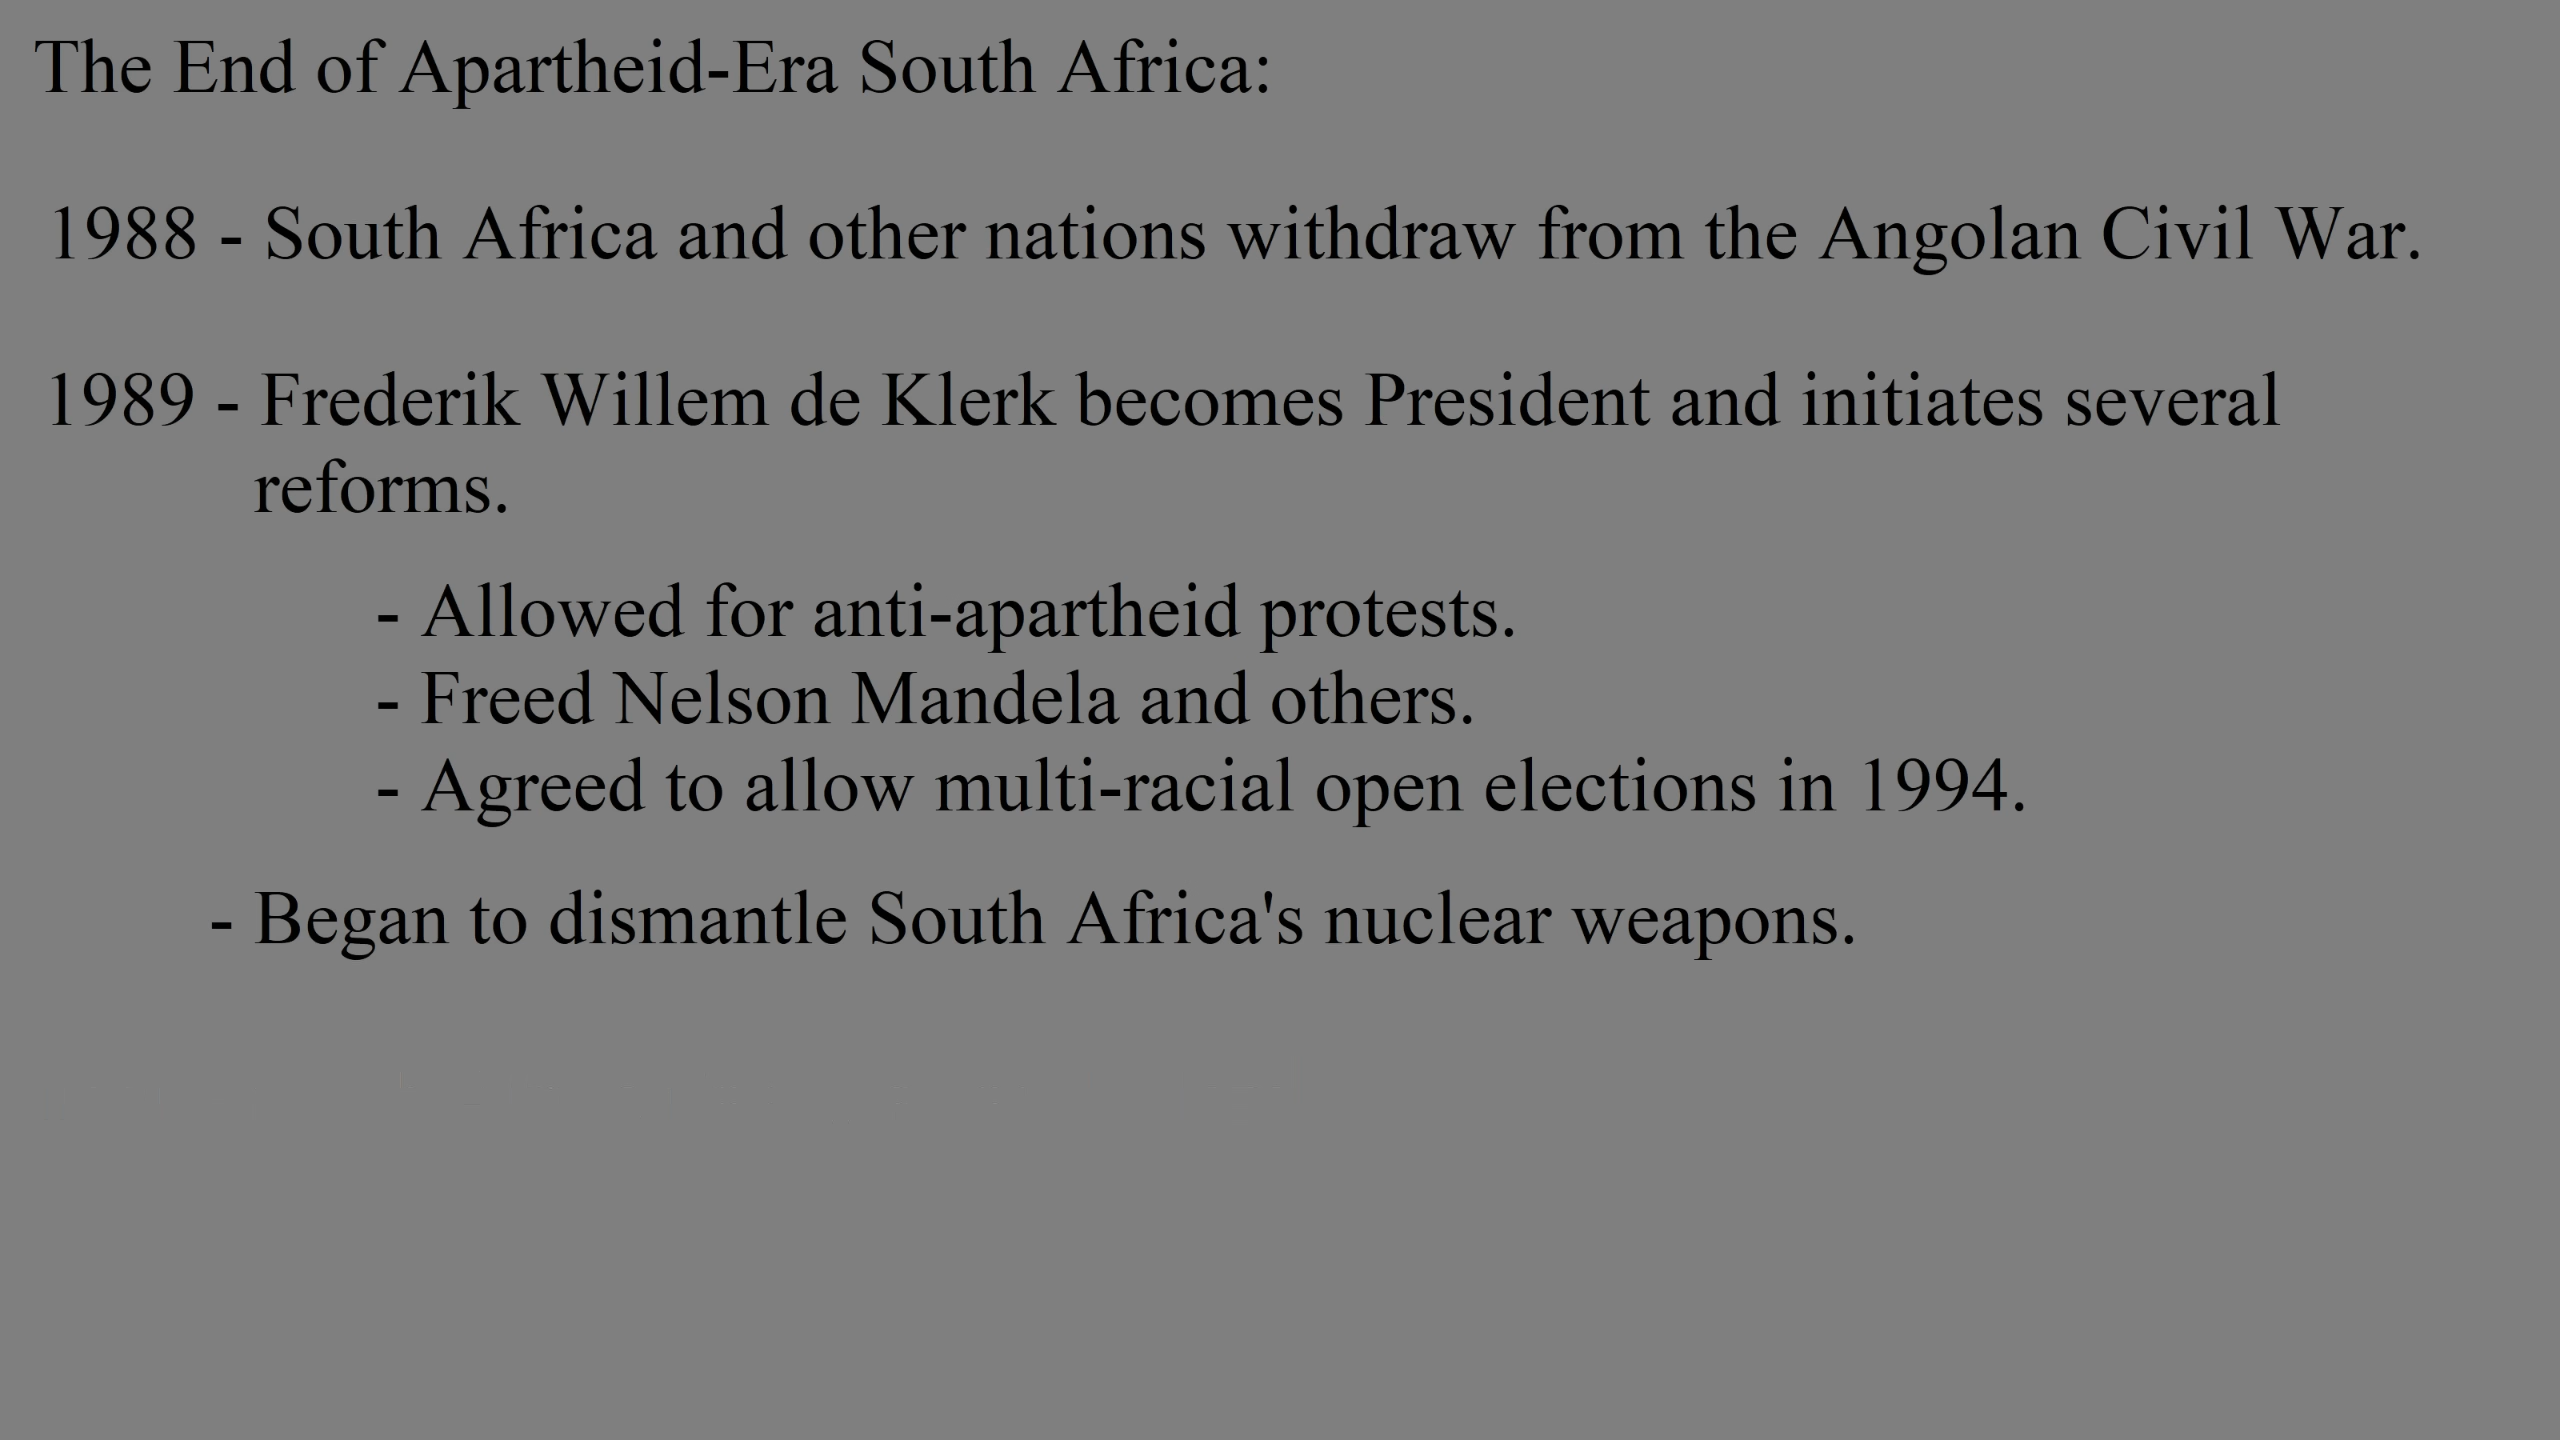 The End of Apartheid-Era South Africa:
1988 - South Africa and other nations withdraw from the Angolan Civil War.
1989 - Frederik Willem de Klerk becomes President and initiates several
reforms.
- Allowed for anti-apartheid protests.
- Freed Nelson Mandela and others.
- Agreed to allow multi-racial open elections in 1994.
- Began to dismantle South Africa's nuclear weapons.